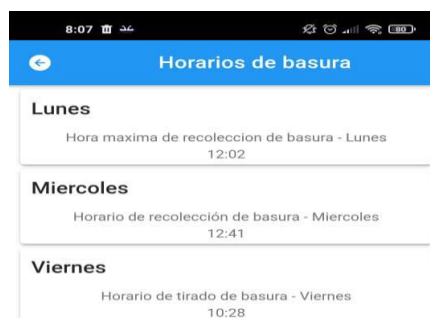 8:07
80
Horarios de basura
Lunes
Hora maxima de recoleccion de basura - Lunes
12:02
Miercoles
Horario de recolección de basura - Miercoles
12:41
Viernes
Horario de tirado de basura - Viernes
10:28